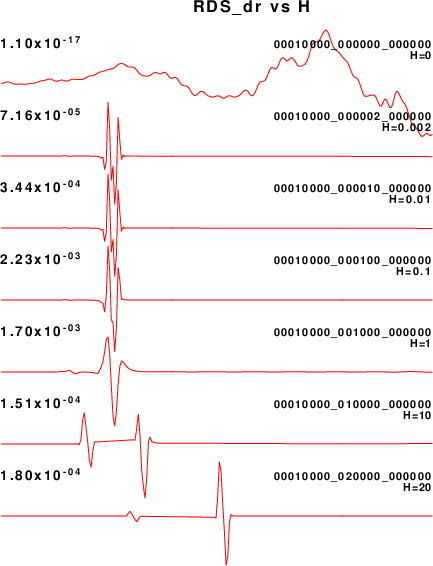 RDS_dr vs H
1.10x10^-17 00010000_000000_000000
H=0
7.16x10^-05 00010000_000002_000000
H=0.002
3.44x10^-04 00010000_000010_000000
H=0.01
2.23x10^-03 00010000_000100_000000
H=0.1
1.70x10^-03 00010000_001000_000000
H=1
1.51x10^-04 00010000_010000_000000
H=10
1.80x10^-04 00010000_020000_000000
H=20